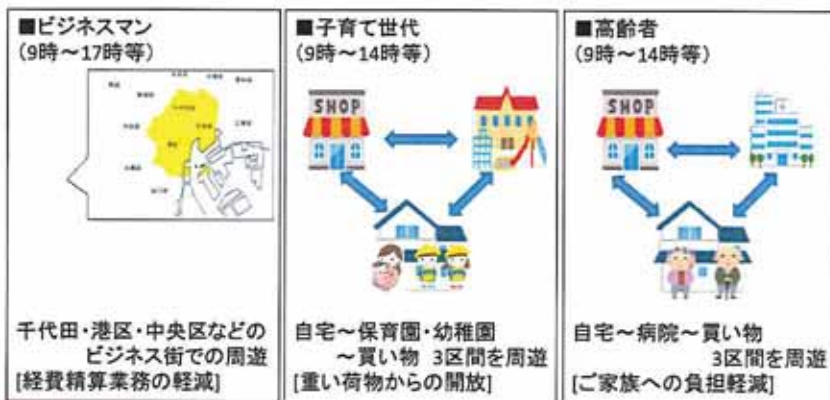 ■ビジネスマン
(9時～17時等)
千代田・港区・中央区などの
ビジネス街での周遊
[経費精算業務の軽減]
■子育て世代
(9時～14時等)
SHOP
自宅～保育園・幼稚園
～買い物 3区間を周遊
[重い荷物からの開放]
■高齢者
(9時～14時等)
SHOP
自宅～病院～買い物
3区間を周遊
[ご家族への負担軽減]